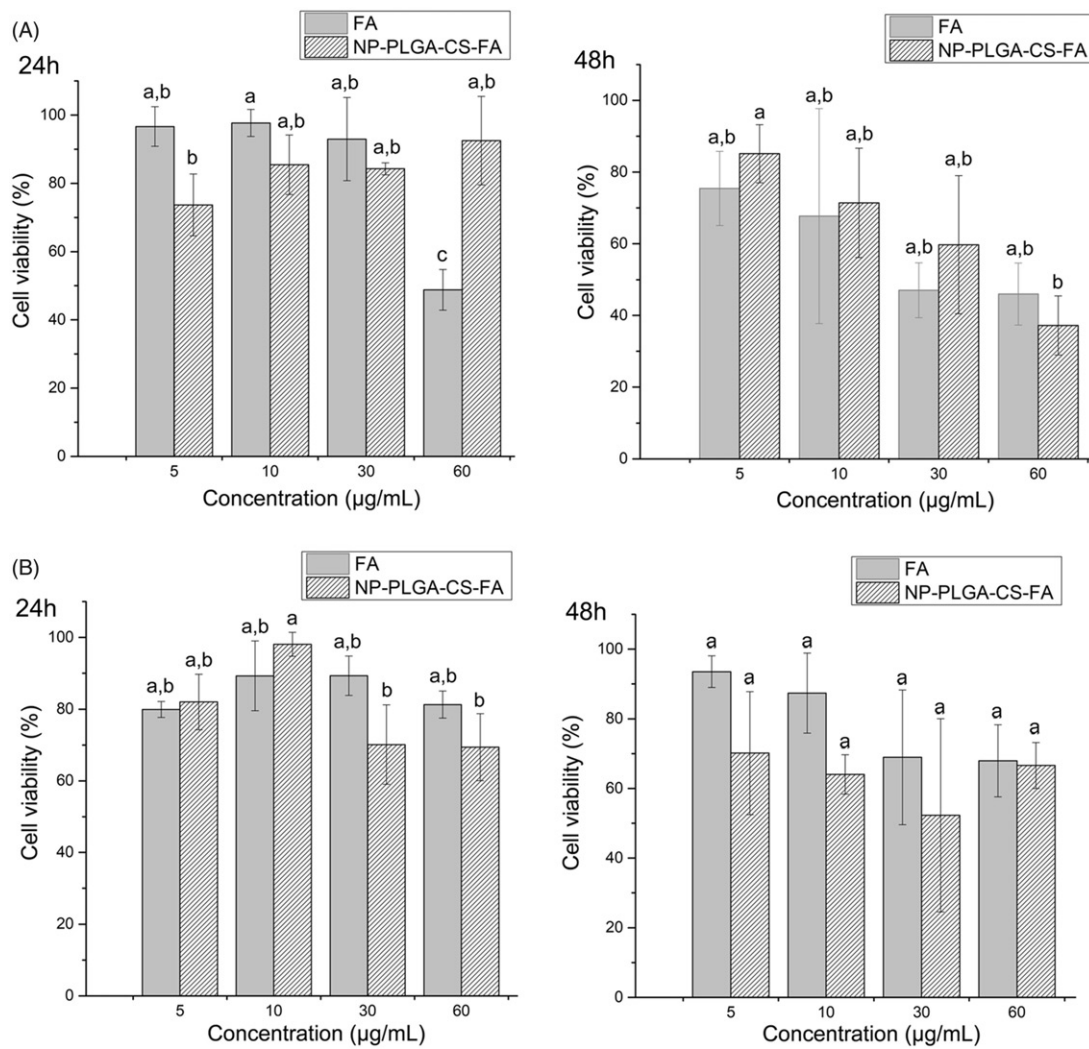 (A)
24h
FA
NP-PLGA-CS-FA
Cell viability (%)
100
80
60
40
20
0
a,b
b
a
a,b
a,b
a,b
c
a,b
5
10
30
60
Concentration (µg/mL)
48h
FA
NP-PLGA-CS-FA
Cell viability (%)
100
80
60
40
20
0
a,b
a
a,b
a,b
a,b
a,b
a,b
b
5
10
30
60
Concentration (µg/mL)
(B)
24h
FA
NP-PLGA-CS-FA
Cell viability (%)
100
80
60
40
20
0
a,b
a,b
a,b
a
a,b
b
a,b
b
5
10
30
60
Concentration (µg/mL)
48h
FA
NP-PLGA-CS-FA
Cell viability (%)
100
80
60
40
20
0
a
a
a
a
a
a
a
a
5
10
30
60
Concentration (µg/mL)